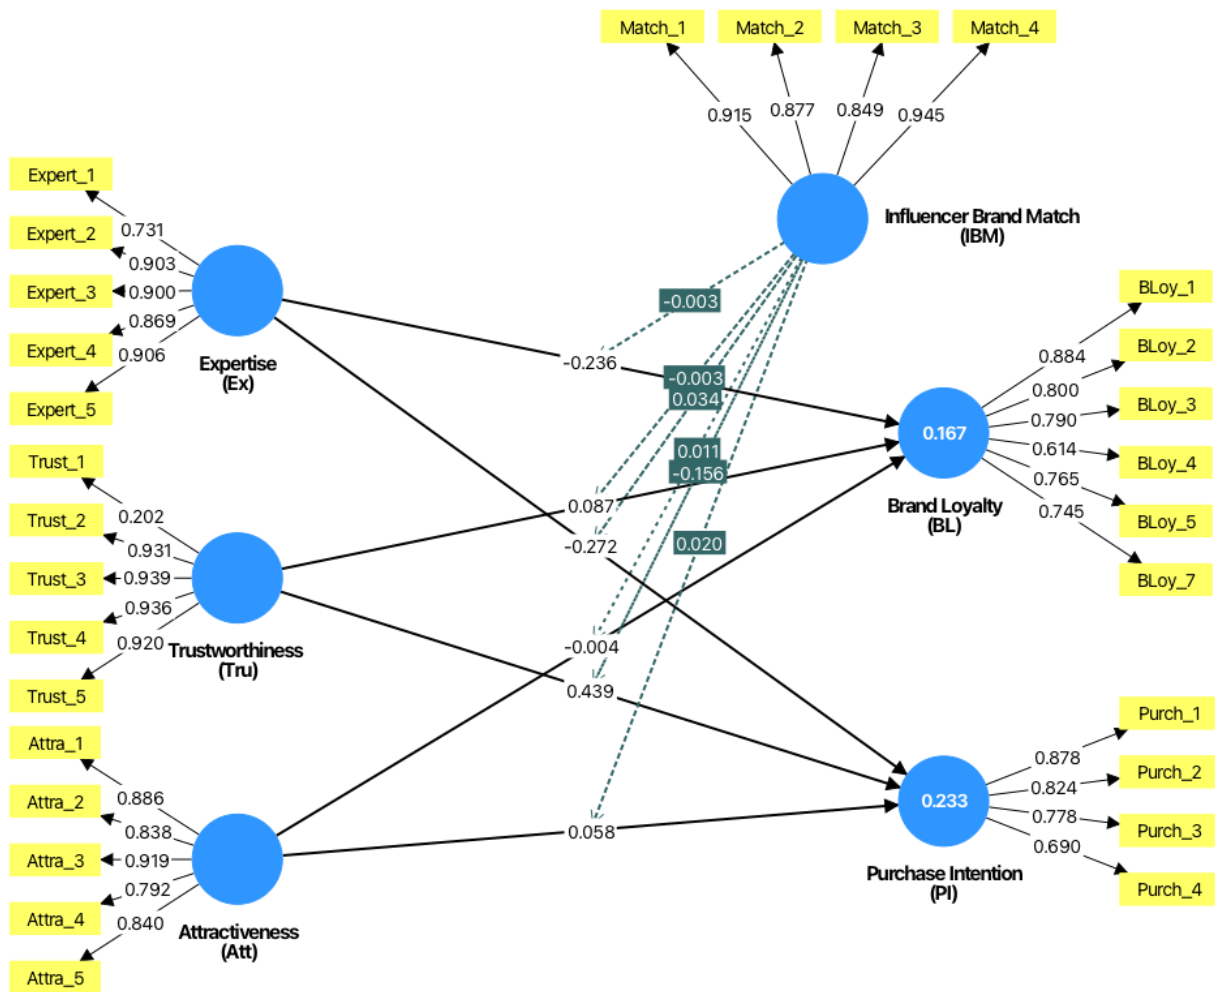 Match_1
Match_2
Match_3
Match_4
0.915
0.877
0.849
0.945
Influencer Brand Match
(IBM)
Expert_1
Expert_2
Expert_3
Expert_4
Expert_5
0.731
0.903
0.900
0.869
0.906
Expertise
(Ex)
Trust_1
Trust_2
Trust_3
Trust_4
Trust_5
0.202
0.931
0.939
0.936
0.920
Trustworthiness
(Tru)
Attra_1
Attra_2
Attra_3
Attra_4
Attra_5
0.886
0.838
0.919
0.792
0.840
Attractiveness
(Att)
-0.003
-0.236
-0.003
0.034
0.011
-0.156
0.087
-0.272
0.020
-0.004
0.439
0.058
0.167
Brand Loyalty
(BL)
0.884
0.800
0.790
0.614
0.765
0.745
BLoy_1
BLoy_2
BLoy_3
BLoy_4
BLoy_5
BLoy_7
0.233
Purchase Intention
(PI)
0.878
0.824
0.778
0.690
Purch_1
Purch_2
Purch_3
Purch_4